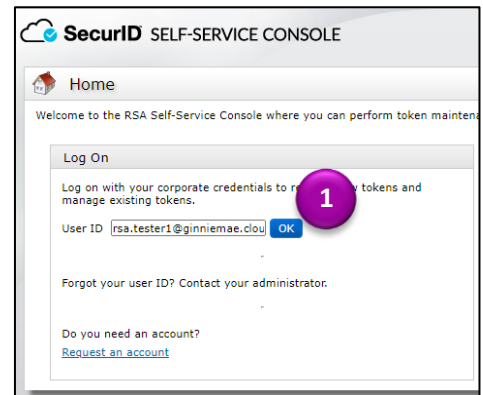 SecurID SELF-SERVICE CONSOLE
Home
Welcome to the RSA Self-Service Console where you can perform token
Log On
Log on with your corporate credentials to tokens and
manage existing tokens.
User ID rsa.tester1@ginniemae.clou OK
1
Forgot your user ID? Contact your administrator.
Do you need an account?
Request an account